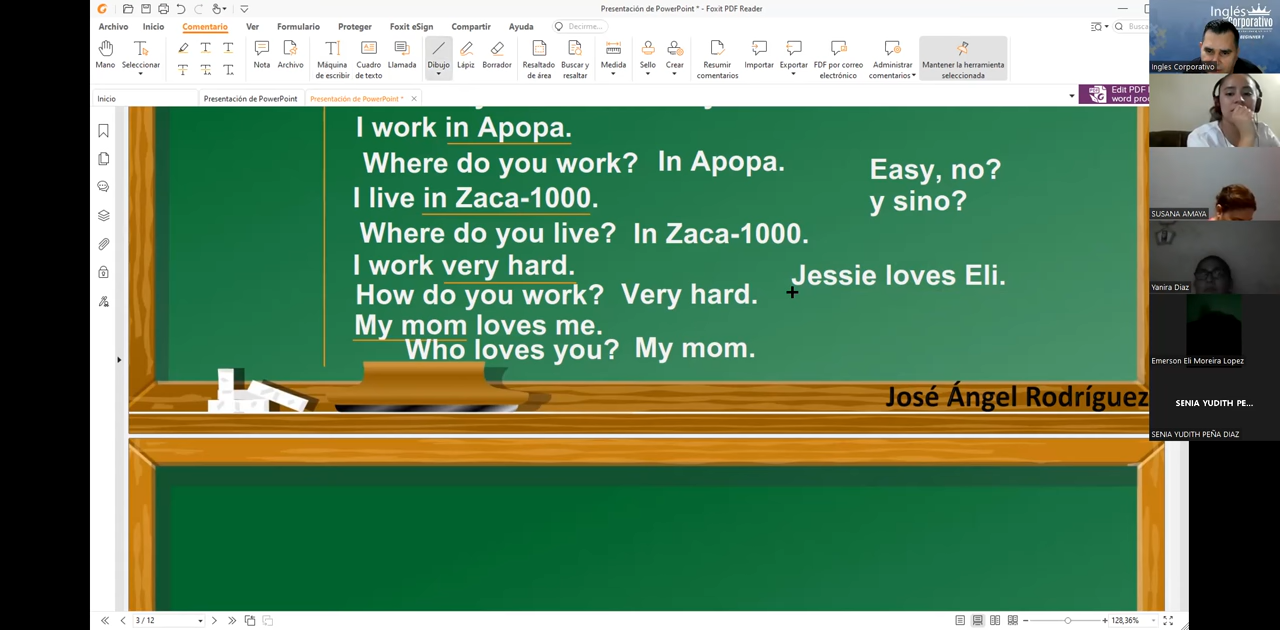 Presentación de PowerPoint * - Foxit PDF Reader
Archivo Inicio Comentario Ver Formulario Proteger Foxit eSign Compartir Ayuda Decirme...
Mano
Seleccionar
Nota
Archivo
Máquina de escribir
Cuadro de texto
Llamada
Dibujo
Lápiz
Borrador
Resaltado de área
Buscar y resaltar
Medida
Sello
Crear
Resumir comentarios
Importar
Exportar
PDF por correo electrónico
Administrar comentarios
Mantener la herramienta seleccionada
Inicio Presentación de PowerPoint Presentación de PowerPoint *
Edit PDF
I work in Apopa.
Where do you work? In Apopa.
I live in Zaca-1000.
Where do you live? In Zaca-1000.
I work very hard.
How do you work? Very hard.
My mom loves me.
Who loves you? My mom.
Easy, no?
y sino?
Jessie loves Eli.
José Ángel Rodríguez
3 / 12
128,36%
Inglés
Corporativo
Ingles Corporativo
SUSANA AMAYA
Yanira Diaz
Emerson Eli Moreira Lopez
SENIA YUDITH PE...
SENIA YUDITH PEÑA DIAZ